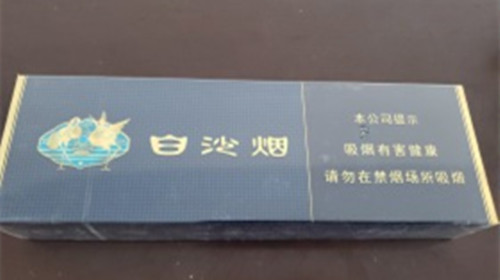 白沙烟
本公司提示
吸烟有害健康
请勿在禁烟场所吸烟